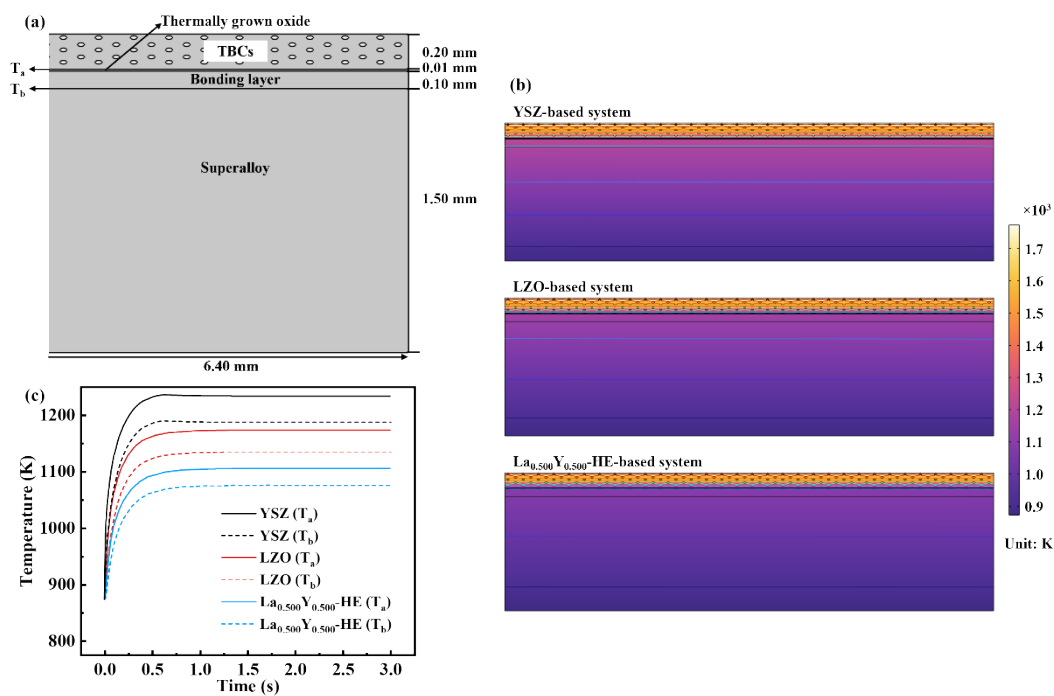 (a)
Thermally grown oxide
TBCs
0.20 mm
Tₐ
0.01 mm
Bonding layer
0.10 mm
T_b
Superalloy
1.50 mm
6.40 mm
(b)
YSZ-based system
LZO-based system
La₀.₅₀₀Y₀.₅₀₀-HE-based system
×10³
1.7
1.6
1.5
1.4
1.3
1.2
1.1
1.0
0.9
Unit: K
(c)
Temperature (K)
1200
1100
1000
900
800
YSZ (Tₐ)
YSZ (T_b)
LZO (Tₐ)
LZO (T_b)
La₀.₅₀₀Y₀.₅₀₀-HE (Tₐ)
La₀.₅₀₀Y₀.₅₀₀-HE (T_b)
0.0 0.5 1.0 1.5 2.0 2.5 3.0
Time (s)